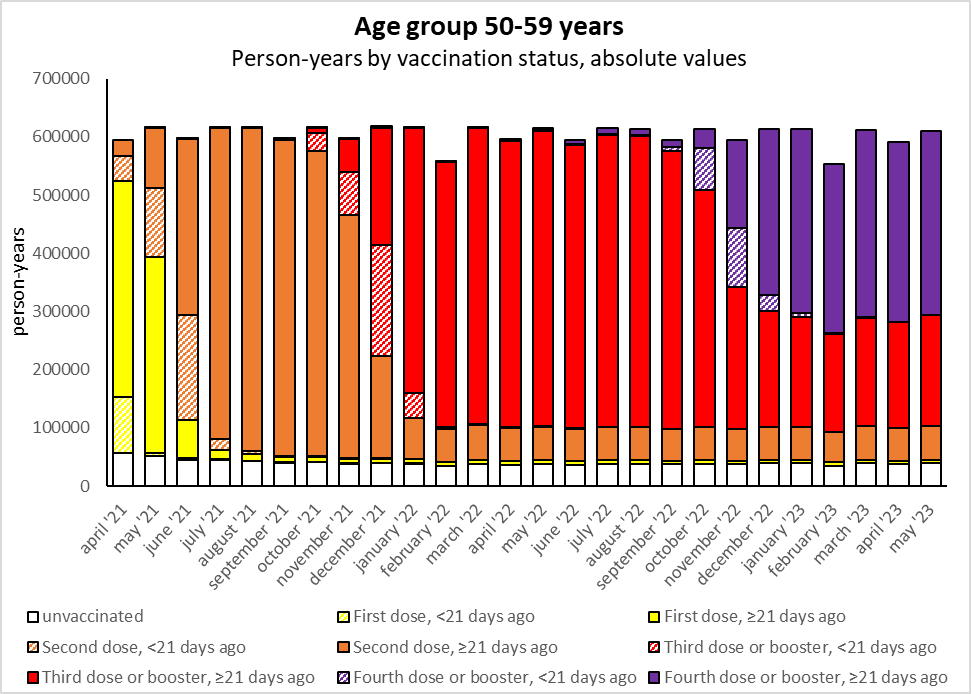 Age group 50-59 years
Person-years by vaccination status, absolute values
person-years
700000
600000
500000
400000
300000
200000
100000
0
april '21
may '21
june '21
july '21
august '21
september '21
october '21
november '21
december '21
january '22
february '22
march '22
april '22
may '22
june '22
july '22
august '22
september '22
october '22
november '22
december '22
january '23
february '23
march '23
april '23
may '23
unvaccinated
First dose, <21 days ago
First dose, ≥21 days ago
Second dose, <21 days ago
Second dose, ≥21 days ago
Third dose or booster, <21 days ago
Third dose or booster, ≥21 days ago
Fourth dose or booster, <21 days ago
Fourth dose or booster, ≥21 days ago